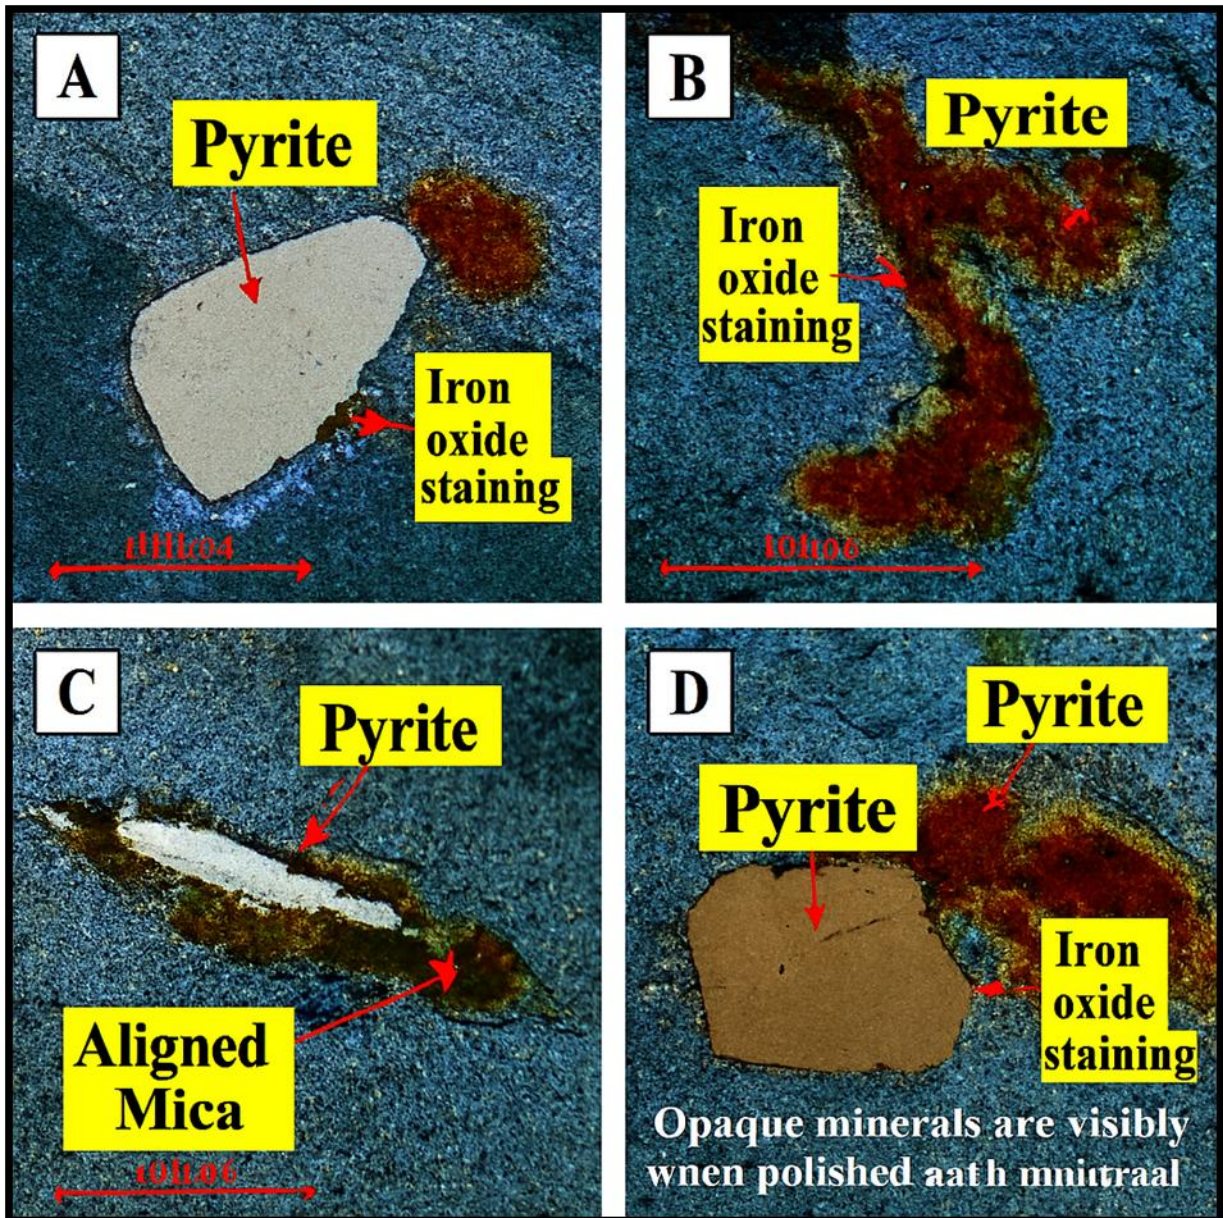 A
Pyrite
Iron
oxide
staining
B
Pyrite
Iron
oxide
staining
C
Pyrite
Aligned
Mica
D
Pyrite
Pyrite
Iron
oxide
staining
Opaque minerals are visibly
wnen polished